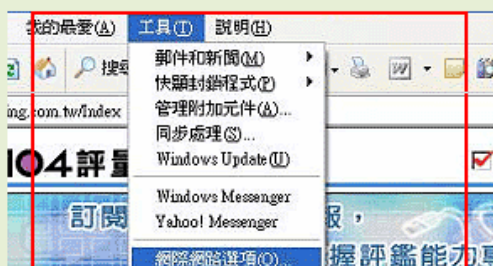 我的最愛(A) 工具(T) 說明(H)
郵件和新聞(M)
快顯封鎖程式(P)
搜尋
管理附加元件(A)...
ing.com.tw/Index
同步處理(S)...
Windows Update(U)
104評量
Windows Messenger
Yahoo! Messenger
訂閱 報，
網際網路選項(O)...
握評鑑能力專